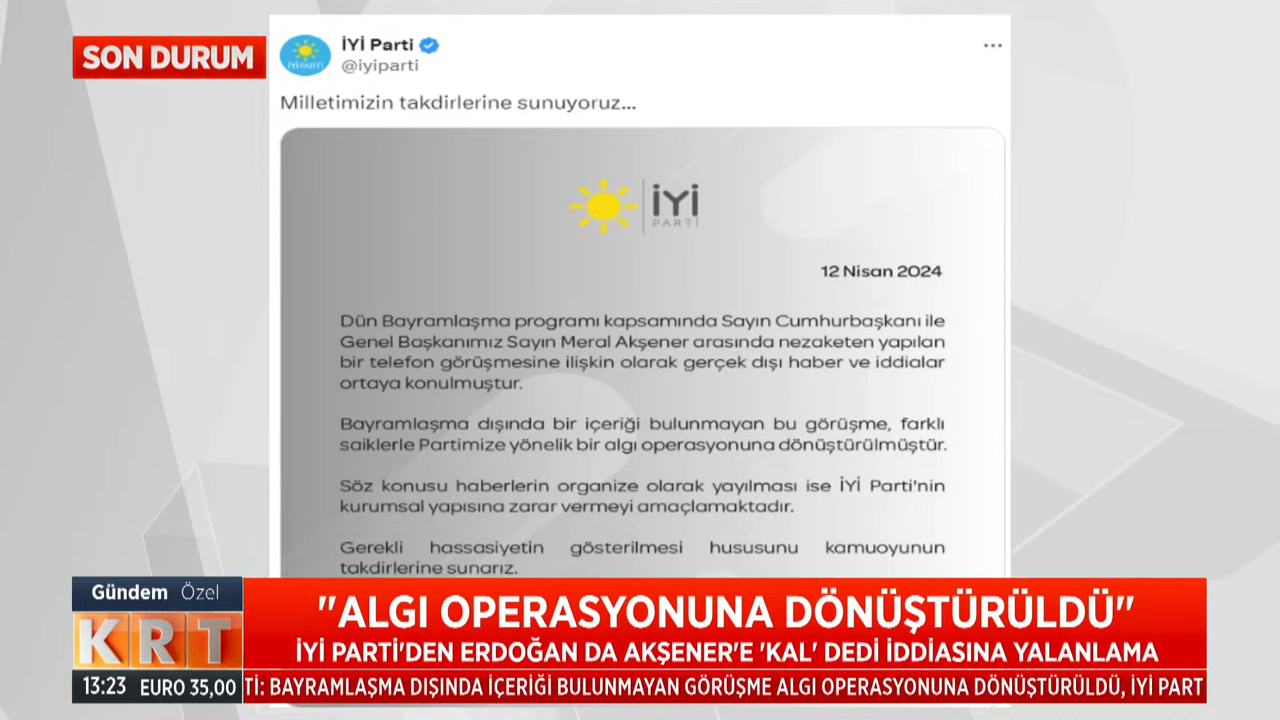 SON DURUM
İYİ Parti
@iyiparti
Milletimizin takdirlerine sunuyoruz...
İYİ PARTİ
İYİ
PARTİ
12 Nisan 2024
Dün Bayramlaşma programı kapsamında Sayın Cumhurbaşkanı ile
Genel Başkanımız Sayın Meral Akşener arasında nezaketen yapılan
bir telefon görüşmesine ilişkin olarak gerçek dışı haber ve iddialar
ortaya konulmuştur.
Bayramlaşma dışında bir içeriği bulunmayan bu görüşme, farklı
saiklerle Partimize yönelik bir algı operasyonuna dönüştürülmüştür.
Söz konusu haberlerin organize olarak yayılması ise İYİ Parti'nin
kurumsal yapısına zarar vermeyi amaçlamaktadır.
Gerekli hassasiyetin gösterilmesi hususunu kamuoyunun
takdirlerine sunarız.
Gündem Özel
KRT
"ALGI OPERASYONUNA DÖNÜŞTÜRÜLDÜ"
İYİ PARTİ'DEN ERDOĞAN DA AKŞENER'E 'KAL' DEDİ İDDİASINA YALANLAMA
13:23 EURO 35,00
Tİ: BAYRAMLAŞMA DIŞINDA İÇERİĞİ BULUNMAYAN GÖRÜŞME ALGI OPERASYONUNA DÖNÜŞTÜRÜLDÜ, İYİ PART